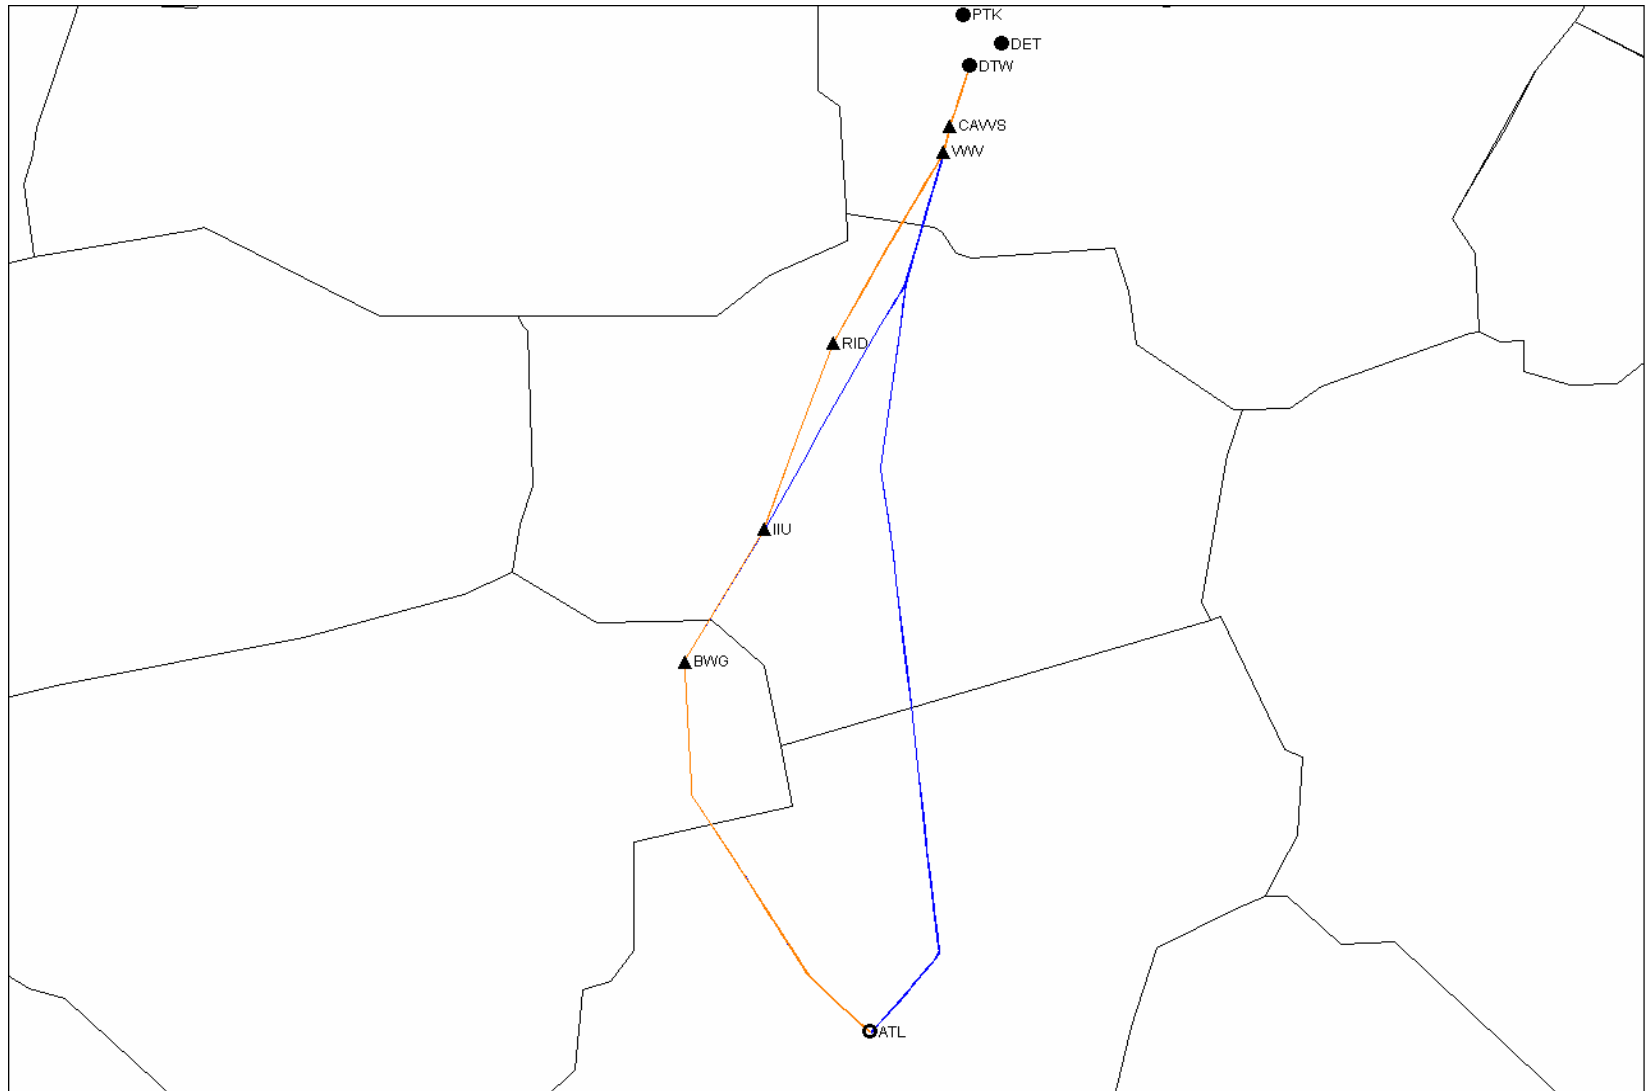 PTK
DET
DTW
CAVVS
VWV
RID
IIU
BWG
ATL